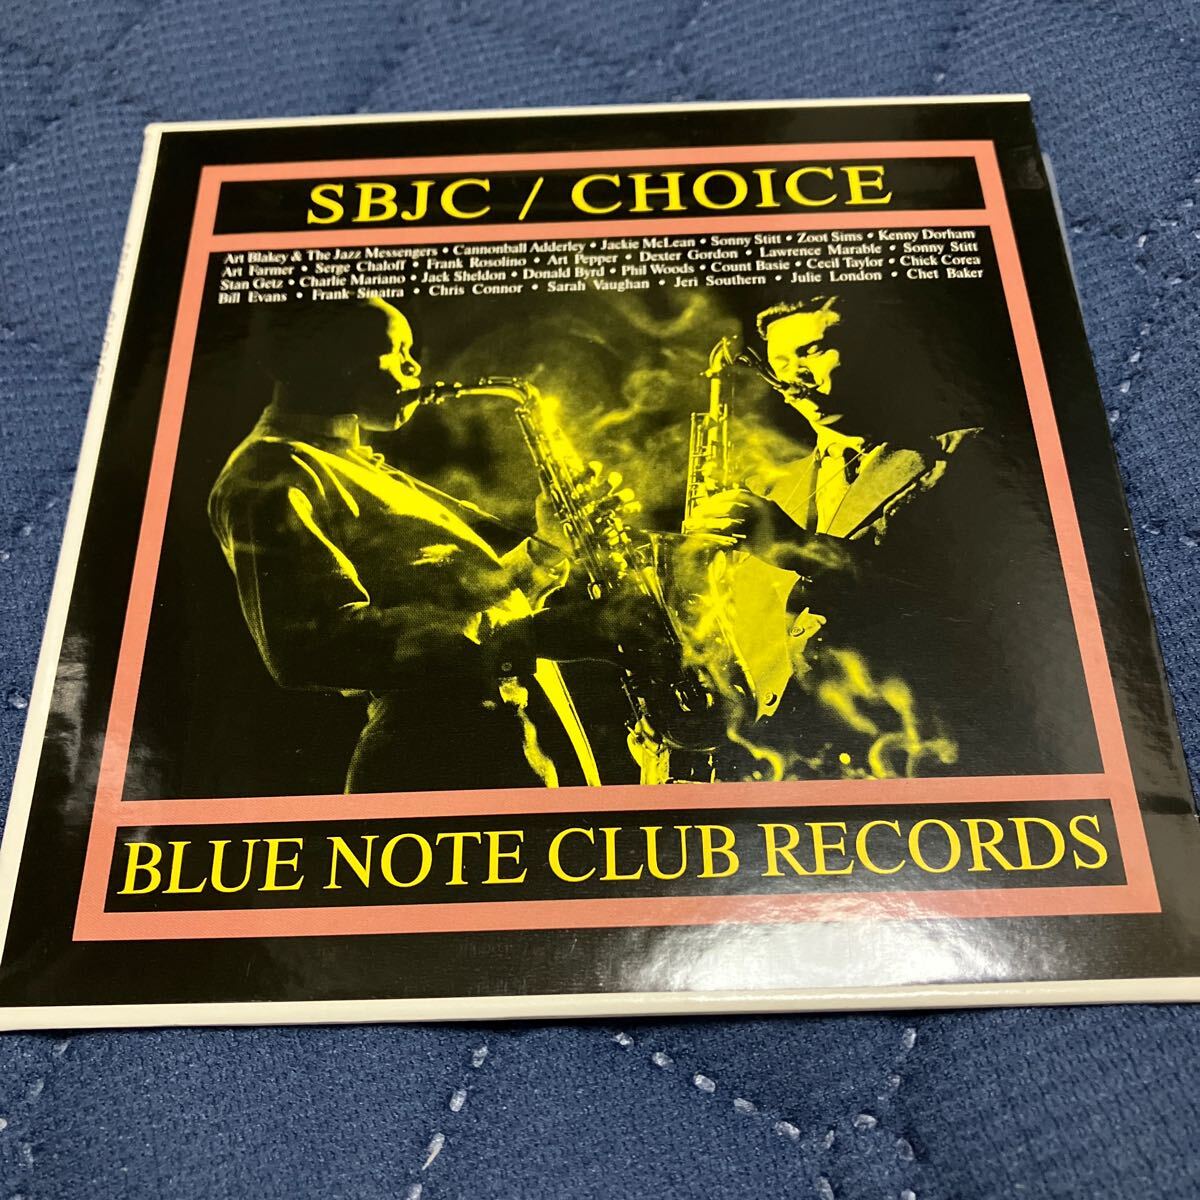 SBJC / CHOICE
Art Blakey & The Jazz Messengers • Cannonball Adderley • Jackie McLean • Sonny Stitt • Zoot Sims • Kenny Dorham
Art Farmer • Serge Chaloff • Frank Rosolino • Art Pepper • Dexter Gordon • Lawrence Marable • Sonny Stitt
Stan Getz • Charlie Mariano • Jack Sheldon • Donald Byrd • Phil Woods • Count Basie • Cecil Taylor • Chick Corea
Bill Evans • Frank Sinatra • Chris Connor • Sarah Vaughan • Jeri Southern • Julie London • Chet Baker
BLUE NOTE CLUB RECORDS